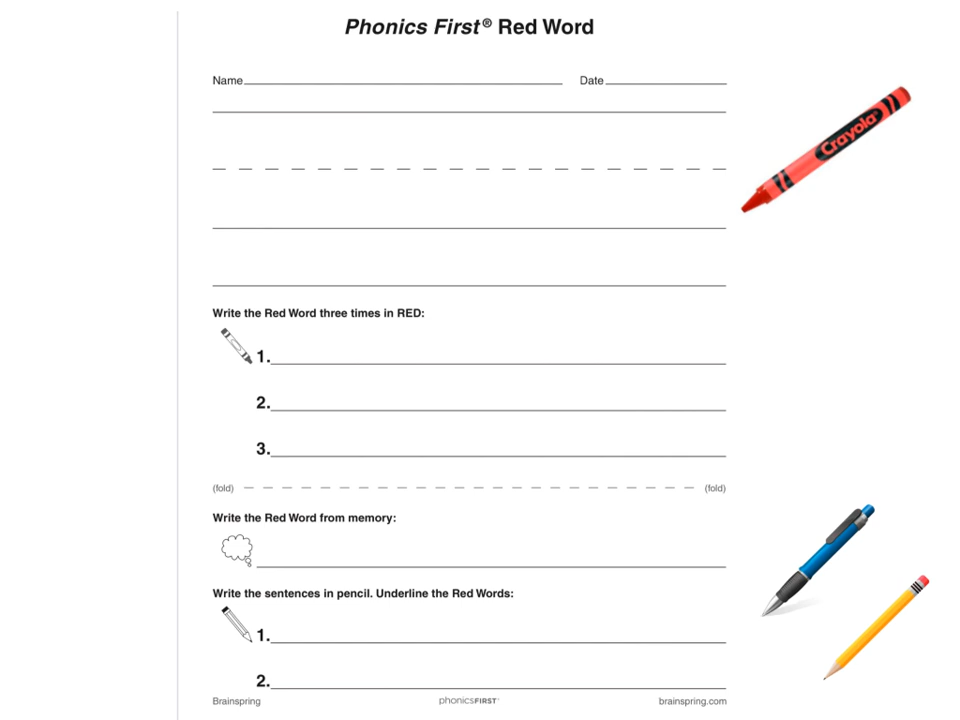 Phonics First® Red Word
Name Date
Crayola
Write the Red Word three times in RED:
1.
2.
3.
(fold) (fold)
Write the Red Word from memory:
Write the sentences in pencil. Underline the Red Words:
1.
2.
Brainspring phonicsFIRST™ brainspring.com